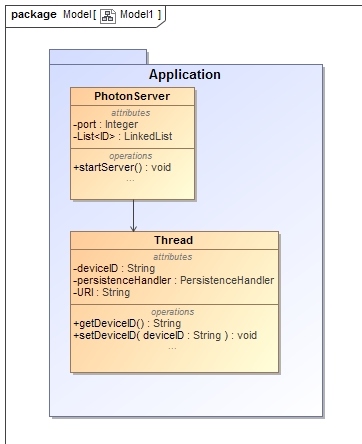 package Model[ Model1 ]
Application
PhotonServer
attributes
-port : Integer
-List<ID> : LinkedList
operations
+startServer() : void
...
Thread
attributes
-deviceID : String
-persistenceHandler : PersistenceHandler
-URI : String
operations
+getDeviceID() : String
+setDeviceID( deviceID : String ) : void
...